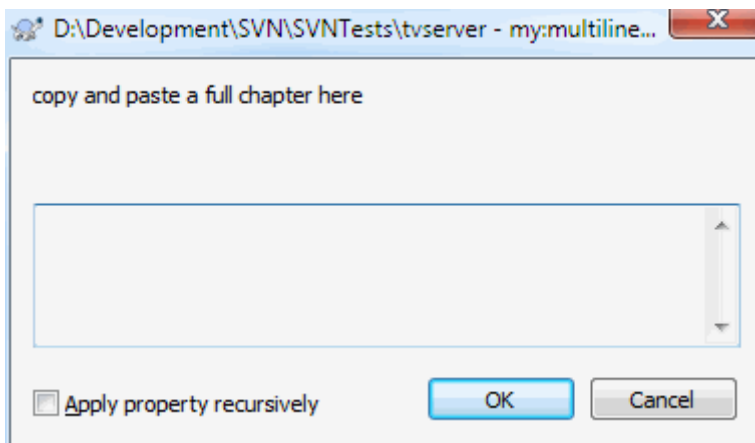 D:\Development\SVN\SVNTests\tvserver - my:multiline...
copy and paste a full chapter here
Apply property recursively
OK
Cancel